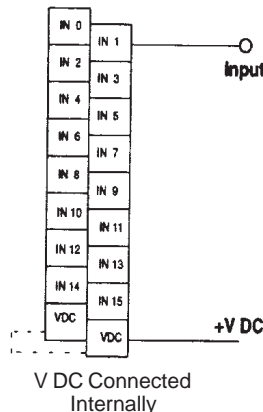 IN 0
IN 1
input
IN 2
IN 3
IN 4
IN 5
IN 6
IN 7
IN 8
IN 9
IN 10
IN 11
IN 12
IN 13
IN 14
IN 15
VDC
VDC
+V DC
V DC Connected
Internally